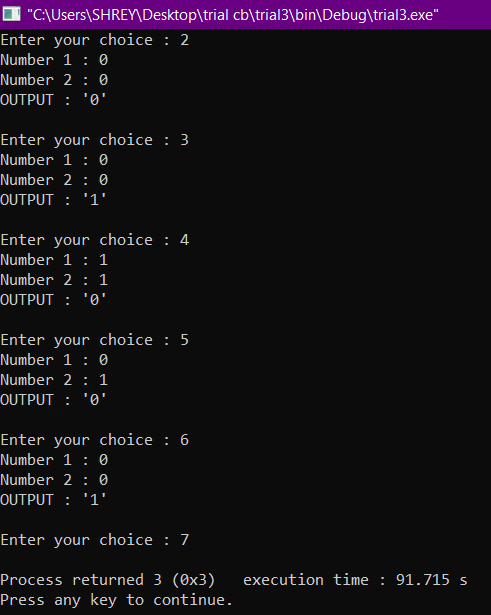 "C:\Users\SHREY\Desktop\trial cb\trial3\bin\Debug\trial3.exe"
Enter your choice : 2
Number 1 : 0
Number 2 : 0
OUTPUT : '0'
Enter your choice : 3
Number 1 : 0
Number 2 : 0
OUTPUT : '1'
Enter your choice : 4
Number 1 : 1
Number 2 : 1
OUTPUT : '0'
Enter your choice : 5
Number 1 : 0
Number 2 : 1
OUTPUT : '0'
Enter your choice : 6
Number 1 : 0
Number 2 : 0
OUTPUT : '1'
Enter your choice : 7
Process returned 3 (0x3)   execution time : 91.715 s
Press any key to continue.